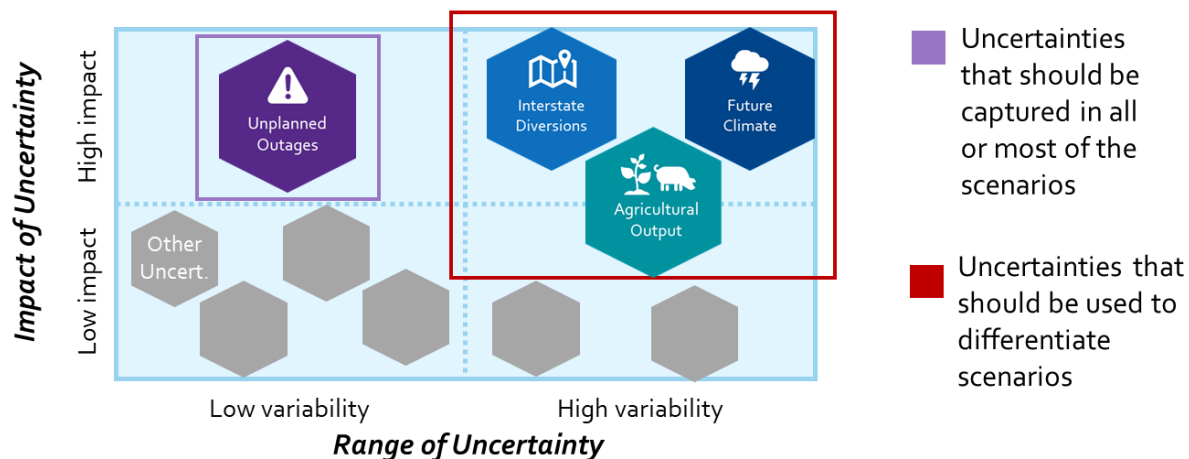 Impact of Uncertainty
High impact
Low impact
Unplanned
Outages
Interstate
Diversions
Future
Climate
Agricultural
Output
Other
Uncert.
Low variability
High variability
Range of Uncertainty
Uncertainties
that should be
captured in all
or most of the
scenarios
Uncertainties that
should be used to
differentiate
scenarios